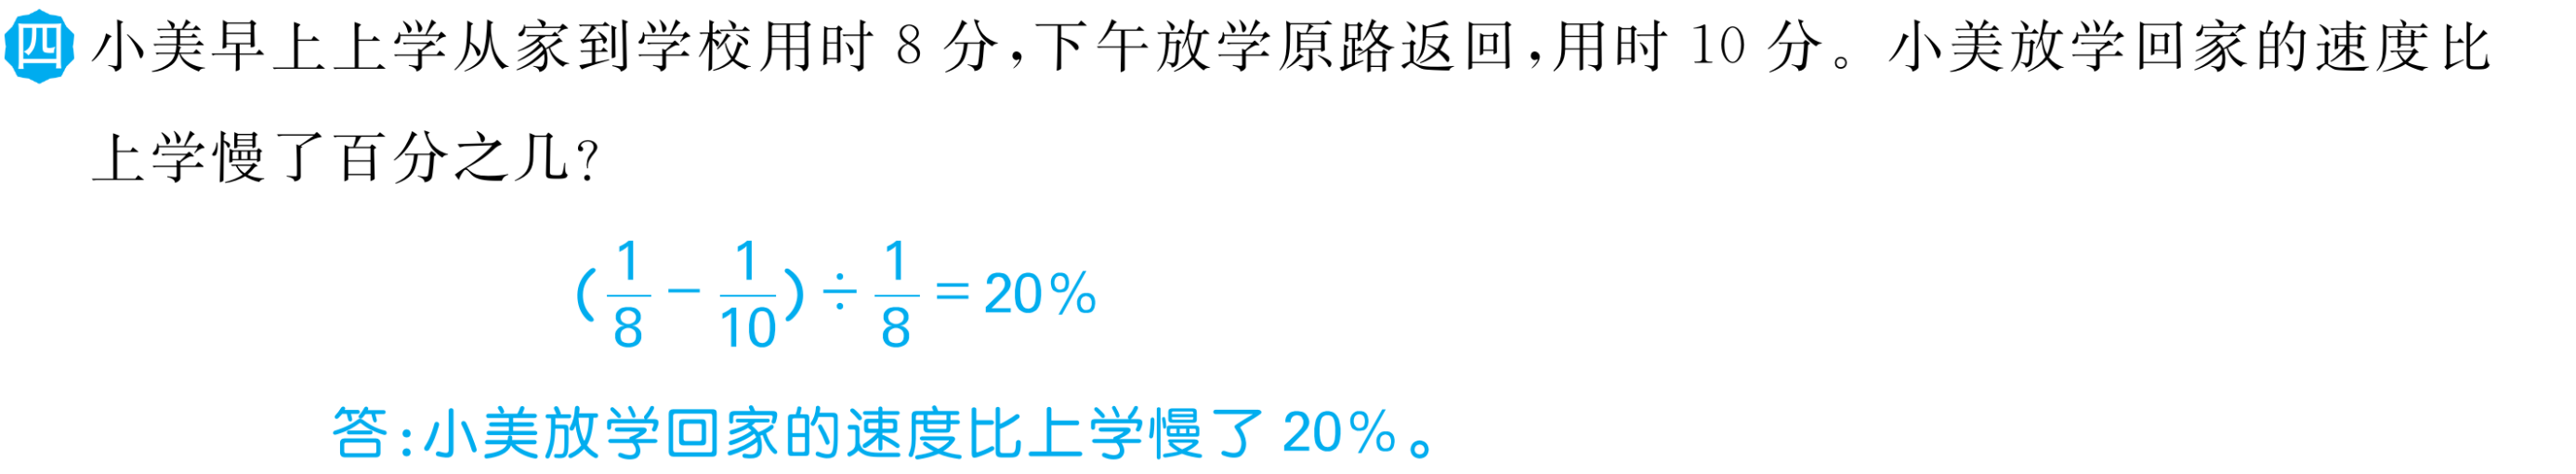 四 小美早上上学从家到学校用时 8 分,下午放学原路返回,用时 10 分。小美放学回家的速度比
上学慢了百分之几?
(1/8 − 1/10) ÷ 1/8 = 20%
答:小美放学回家的速度比上学慢了 20%。